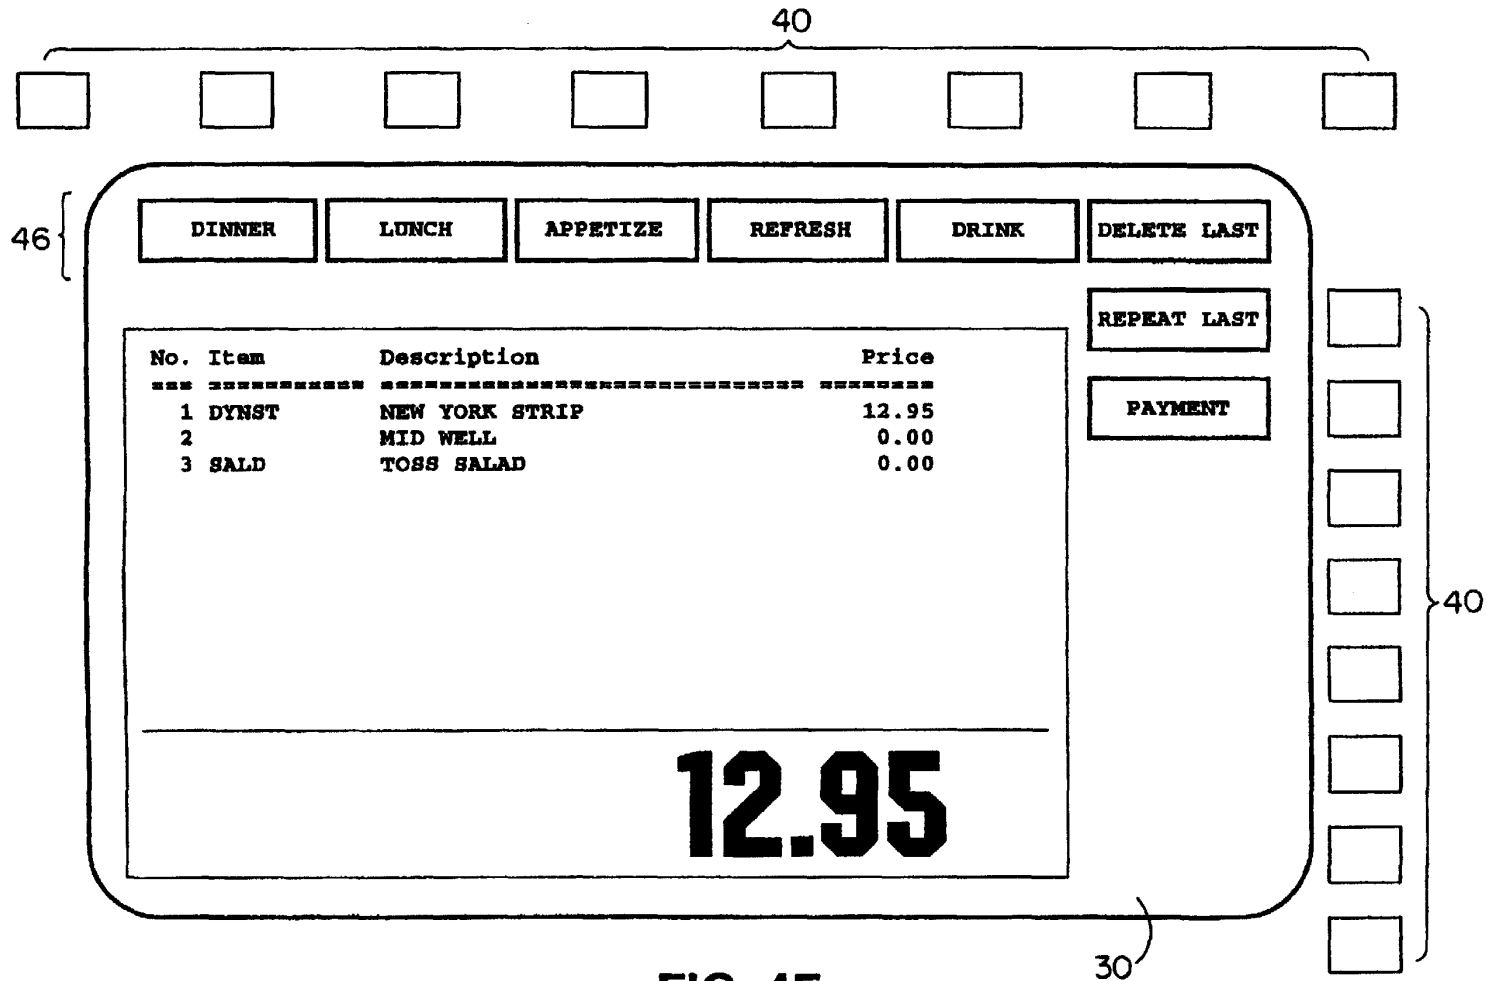 40
46
DINNER LUNCH APPETIZE REFRESH DRINK DELETE LAST
REPEAT LAST
No. Item Description Price
=== =========== ============================= ========
PAYMENT
1 DYNST NEW YORK STRIP 12.95
2 MID WELL 0.00
3 SALD TOSS SALAD 0.00
40
12.95
30